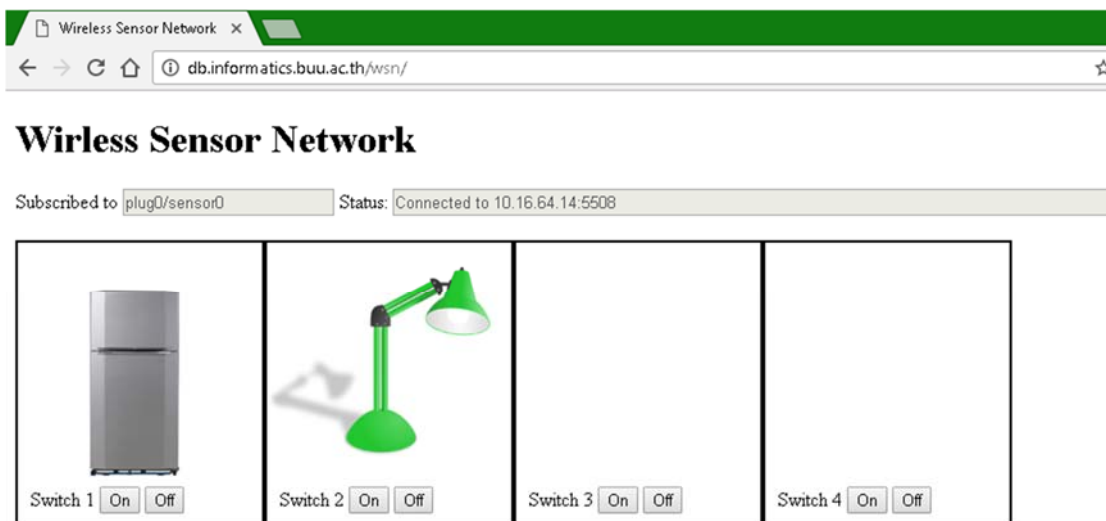 Wireless Sensor Network
db.informatics.buu.ac.th/wsn/
Wirless Sensor Network
Subscribed to plug0/sensor0 Status: Connected to 10.16.64.14:5508
Switch 1 On Off Switch 2 On Off Switch 3 On Off Switch 4 On Off